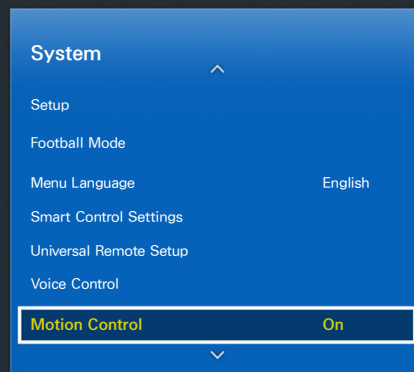 System
Setup
Football Mode
Menu Language English
Smart Control Settings
Universal Remote Setup
Voice Control
Motion Control On